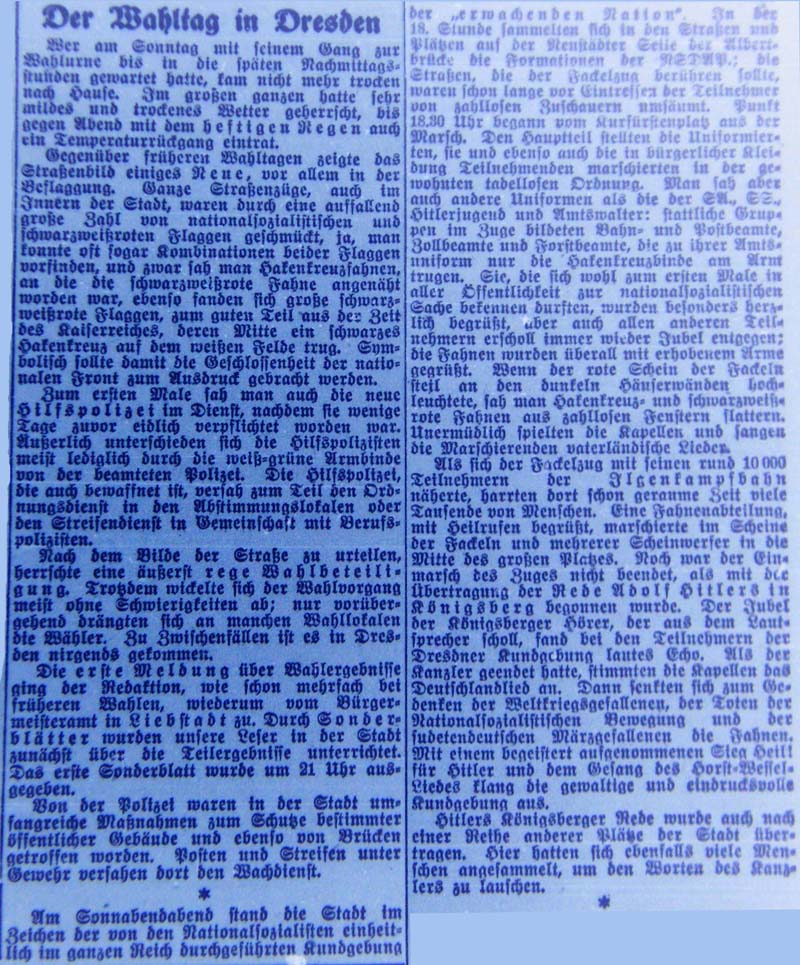 Der Wahltag in Dresden
Wer am Sonntag mit seinem Gang zur
Wahlurne bis in die späten Nachmittags-
stunden gewartet hatte, kam nicht mehr trocken
nach Hause. Im großen ganzen hatte sehr
mildes und trockenes Wetter geherrscht, bis
gegen Abend mit dem heftigen Regen auch
ein Temperaturrückgang eintrat.
Gegenüber früheren Wahltagen zeigte das
Straßenbild einiges Neue, vor allem in der
Beflaggung. Ganze Straßenzüge, auch im
Innern der Stadt, waren durch eine auffallend
große Zahl von nationalsozialistischen und
schwarzweißroten Flaggen geschmückt, ja, man
konnte oft sogar Kombinationen beider Flaggen
vorfinden, und zwar sah man Hakenkreuzfahnen,
an die die schwarzweißrote Fahne angenäht
worden war, ebenso fanden sich große schwarz-
weißrote Flaggen, zum guten Teil aus der Zeit
des Kaiserreiches, deren Mitte ein schwarzes
Hakenkreuz auf dem weißen Felde trug. Sym-
bolisch sollte damit die Geschlossenheit der natio-
nalen Front zum Ausdruck gebracht werden.
Zum ersten Male sah man auch die neue
Hilfspolizei im Dienst, nachdem sie wenige
Tage zuvor eidlich verpflichtet worden war.
Äußerlich unterschieden sich die Hilfspolizisten
meist lediglich durch die weiß-grüne Armbinde
von der beamteten Polizei. Die Hilfspolizei,
die auch bewaffnet ist, versah zum Teil den Ord-
nungsdienst in den Abstimmungslokalen oder
den Streifendienst in Gemeinschaft mit Berufs-
polizisten.
Nach dem Bilde der Straße zu urteilen,
herrschte eine äußerst rege Wahlbeteili-
gung. Trotzdem wickelte sich der Wahlvorgang
meist ohne Schwierigkeiten ab; nur vorüber-
gehend drängten sich an manchen Wahllokalen
die Wähler. Zu Zwischenfällen ist es in Dres-
den nirgends gekommen.
Die erste Meldung über Wahlergebnisse
ging der Redaktion, wie schon mehrfach bei
früheren Wahlen, wiederum vom Bürger-
meisteramt in Liebstadt zu. Durch Sonder-
blätter wurden unsere Leser in der Stadt
zunächst über die Teilergebnisse unterrichtet.
Das erste Sonderblatt wurde um 21 Uhr aus-
gegeben.
Von der Polizei waren in der Stadt um-
fangreiche Maßnahmen zum Schutze bestimmter
öffentlicher Gebäude und ebenso von Brücken
getroffen worden. Posten und Streifen unter
Gewehr versahen dort den Wachdienst.
*
Am Sonnabendabend stand die Stadt im
Zeichen der von den Nationalsozialisten einheit-
lich im ganzen Reich durchgeführten Kundgebung
der „erwachenden Nation“. In der
18. Stunde sammelten sich in den Straßen und
Plätzen auf der Neustädter Seite der Albert-
brücke die Formationen der NSDAP.; die
Straßen, die der Fackelzug berühren sollte,
waren schon lange vor Eintreffen der Teilnehmer
von zahllosen Zuschauern umsäumt. Punkt
18.30 Uhr begann vom Kurfürstenplatz aus der
Marsch. Den Hauptteil stellten die Uniformier-
ten, sie und ebenso auch die in bürgerlicher Klei-
dung Teilnehmenden marschierten in der ge-
wohnten tadellosen Ordnung. Man sah aber
auch andere Uniformen als die der SA., SS.,
Hitlerjugend und Amtswalter: stattliche Grup-
pen im Zuge bildeten Bahn- und Postbeamte,
Zollbeamte und Forstbeamte, die zu ihrer Amts-
uniform nur die Hakenkreuzbinde am Arm
trugen. Sie, die sich wohl zum ersten Male in
aller Öffentlichkeit zur nationalsozialistischen
Sache bekennen durften, wurden besonders herz-
lich begrüßt, aber auch allen anderen Teil-
nehmern erscholl immer wieder Jubel entgegen;
die Fahnen wurden überall mit erhobenem Arme
gegrüßt. Wenn der rote Schein der Fackeln
steil an den dunkeln Häuserwänden hoch-
leuchtete, sah man Hakenkreuz- und schwarzweiß-
rote Fahnen aus zahllosen Fenstern flattern.
Unermüdlich spielten die Kapellen und sangen
die Marschierenden vaterländische Lieder.
Als sich der Fackelzug mit seinen rund 10 000
Teilnehmern der Ilgenkampfbahn
näherte, harrten dort schon geraume Zeit viele
Tausende von Menschen. Eine Fahnenabteilung,
mit Heilrufen begrüßt, marschierte im Scheine
der Fackeln und mehrerer Scheinwerfer in die
Mitte des großen Platzes. Noch war der Ein-
marsch des Zuges nicht beendet, als mit der
Übertragung der Rede Adolf Hitlers in
Königsberg begonnen wurde. Der Jubel
der Königsberger Hörer, der aus dem Laut-
sprecher scholl, fand bei den Teilnehmern der
Dresdner Kundgebung lautes Echo. Als der
Kanzler geendet hatte, stimmten die Kapellen das
Deutschlandlied an. Dann senkten sich zum Ge-
denken der Weltkriegsgefallenen, der Toten der
Nationalsozialistischen Bewegung und der
sudetendeutschen Märzgefallenen die Fahnen.
Mit einem begeistert aufgenommenen Sieg Heil!
für Hitler und dem Gesang des Horst-Wessel-
Liedes klang die gewaltige und eindrucksvolle
Kundgebung aus.
Hitlers Königsberger Rede wurde auch nach
einer Reihe anderer Plätze der Stadt über-
tragen. Hier hatten sich ebenfalls viele Men-
schen angesammelt, um den Worten des Kanz-
lers zu lauschen.
*